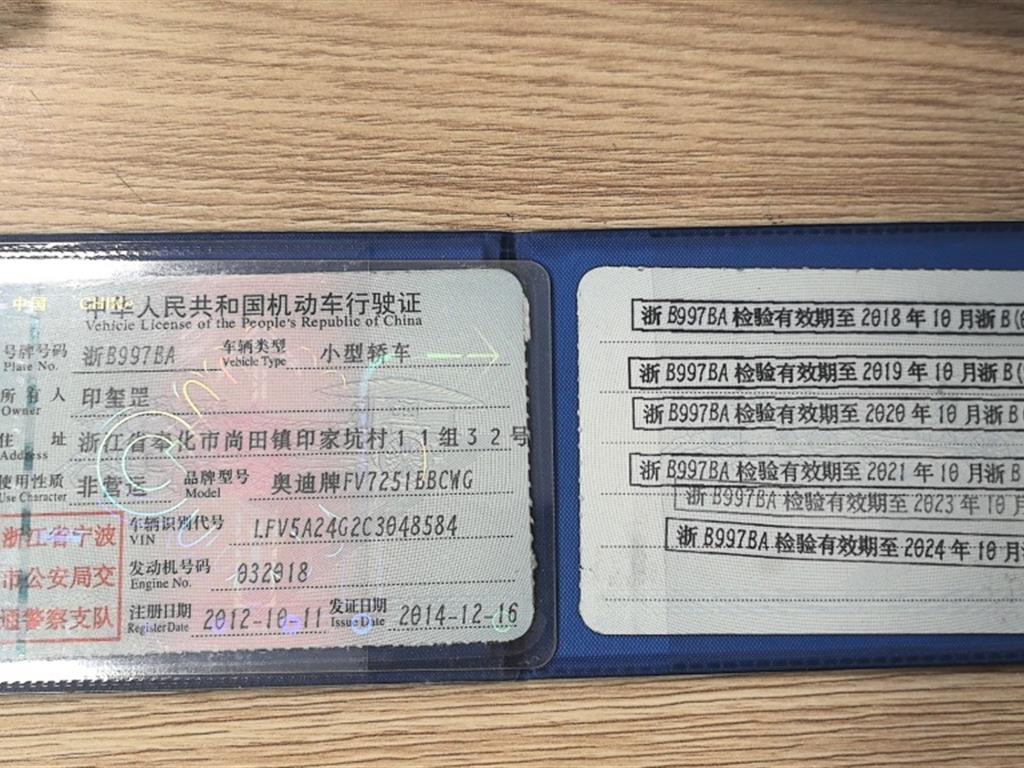 中国 CHINA
中华人民共和国机动车行驶证
Vehicle License of the People's Republic of China
号牌号码 浙B997BA 车辆类型 小型轿车
Plate No. Vehicle Type
所有人 印玺罡
Owner
住址 浙江省奉化市尚田镇印家坑村11组32号
Address
使用性质 非营运 品牌型号 奥迪牌FV7251BBCWG
Use Character Model
浙江省宁波
市公安局交
通警察支队
车辆识别代号 LFV5A24G2C3048584
VIN
发动机号码 032018
Engine No.
注册日期 2012-10-11 发证日期 2014-12-16
Register Date Issue Date
浙B997BA检验有效期至2018年10月浙B(
浙B997BA检验有效期至2019年10月浙B(
浙B997BA检验有效期至2020年10月浙B
浙B997BA检验有效期至2021年10月浙B
浙B997BA检验有效期至2023年10月
浙B997BA检验有效期至2024年10月